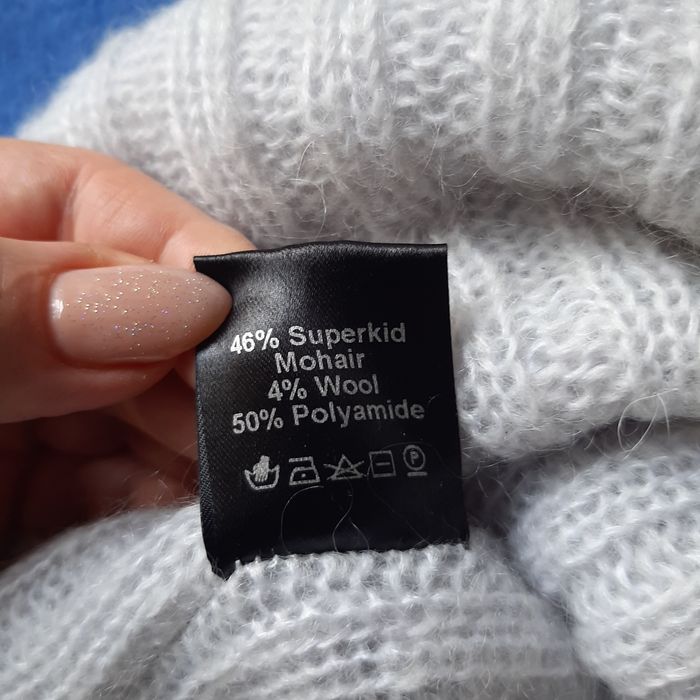 46% Superkid
Mohair
4% Wool
50% Polyamide
P